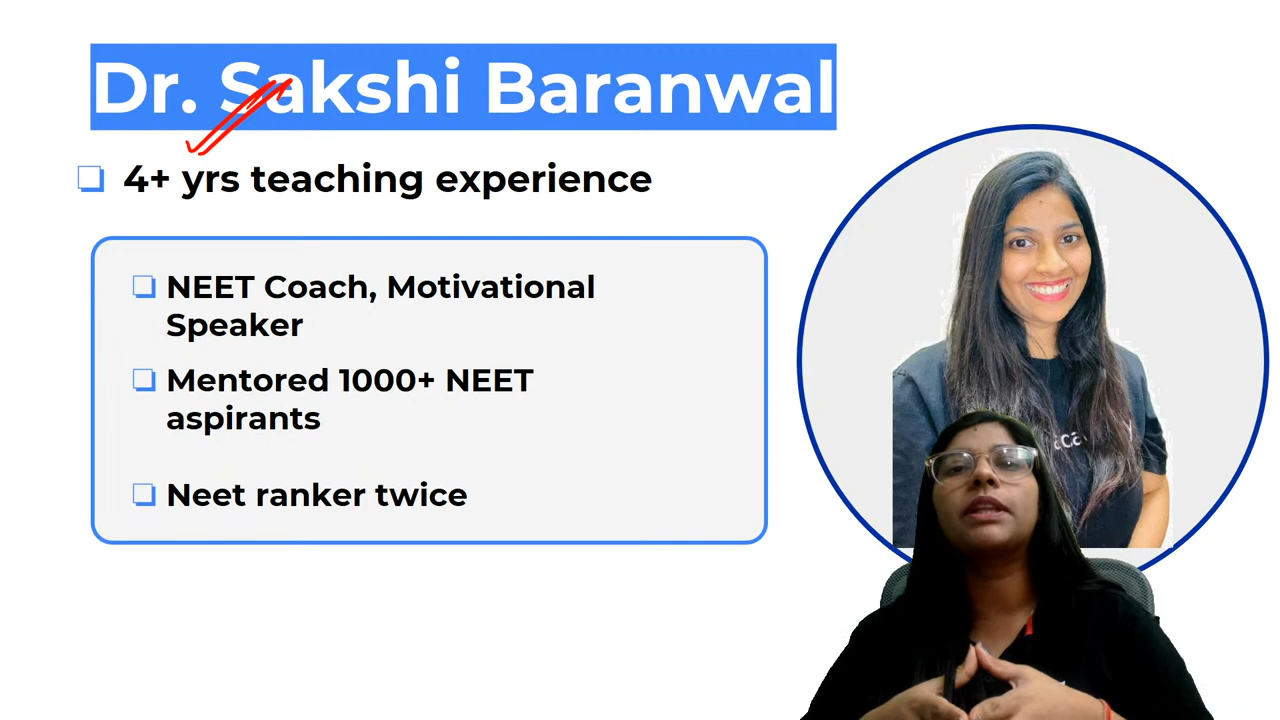 Dr. Sakshi Baranwal
4+ yrs teaching experience
NEET Coach, Motivational
Speaker
Mentored 1000+ NEET
aspirants
Neet ranker twice